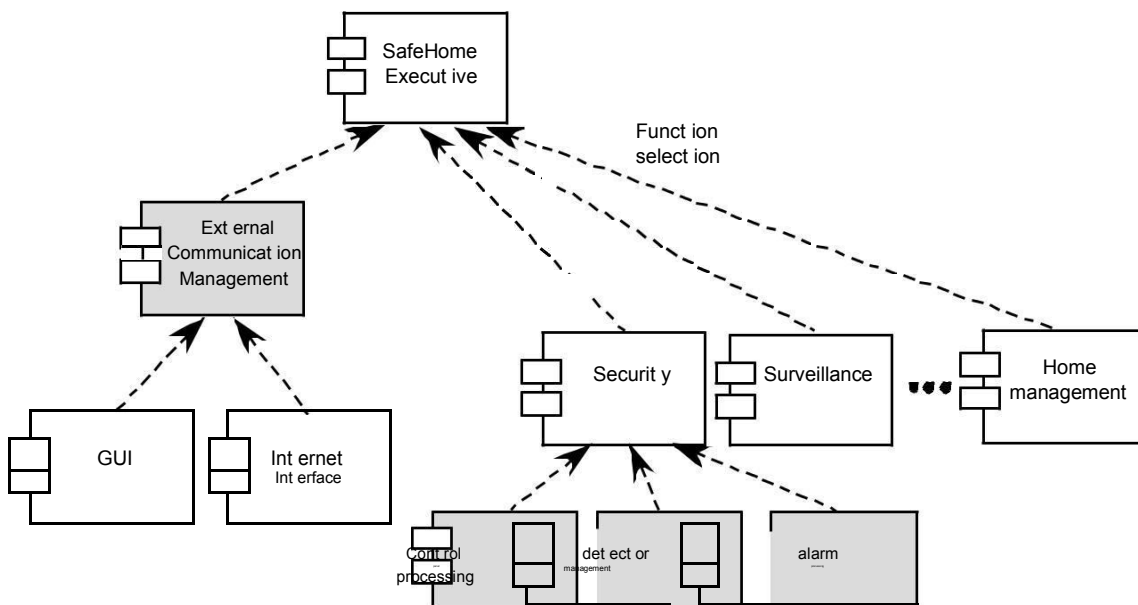 SafeHome
Execut ive
Funct ion
select ion
Ext ernal
Communicat ion
Management
Securit y
Surveillance
Home
management
GUI
Int ernet
Int erface
Cont rol
processing
det ect or
management
alarm